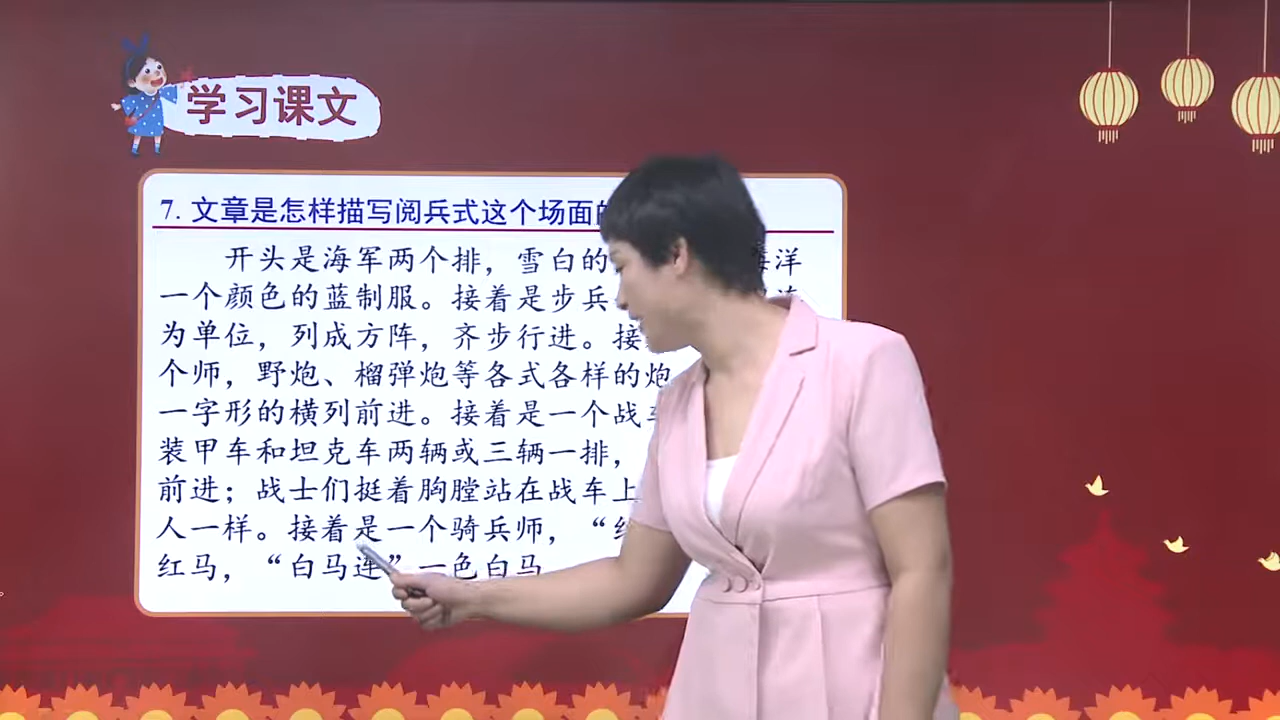 学习课文
7. 文章是怎样描写阅兵式这个场面
开头是海军两个排，雪白的 海洋
一个颜色的蓝制服。接着是步兵 连
为单位，列成方阵，齐步行进。接
个师，野炮、榴弹炮等各式各样的炮
一字形的横列前进。接着是一个战车
装甲车和坦克车两辆或三辆一排，
前进；战士们挺着胸膛站在战车上
人一样。接着是一个骑兵师，“红
红马，“白马连”一色白马